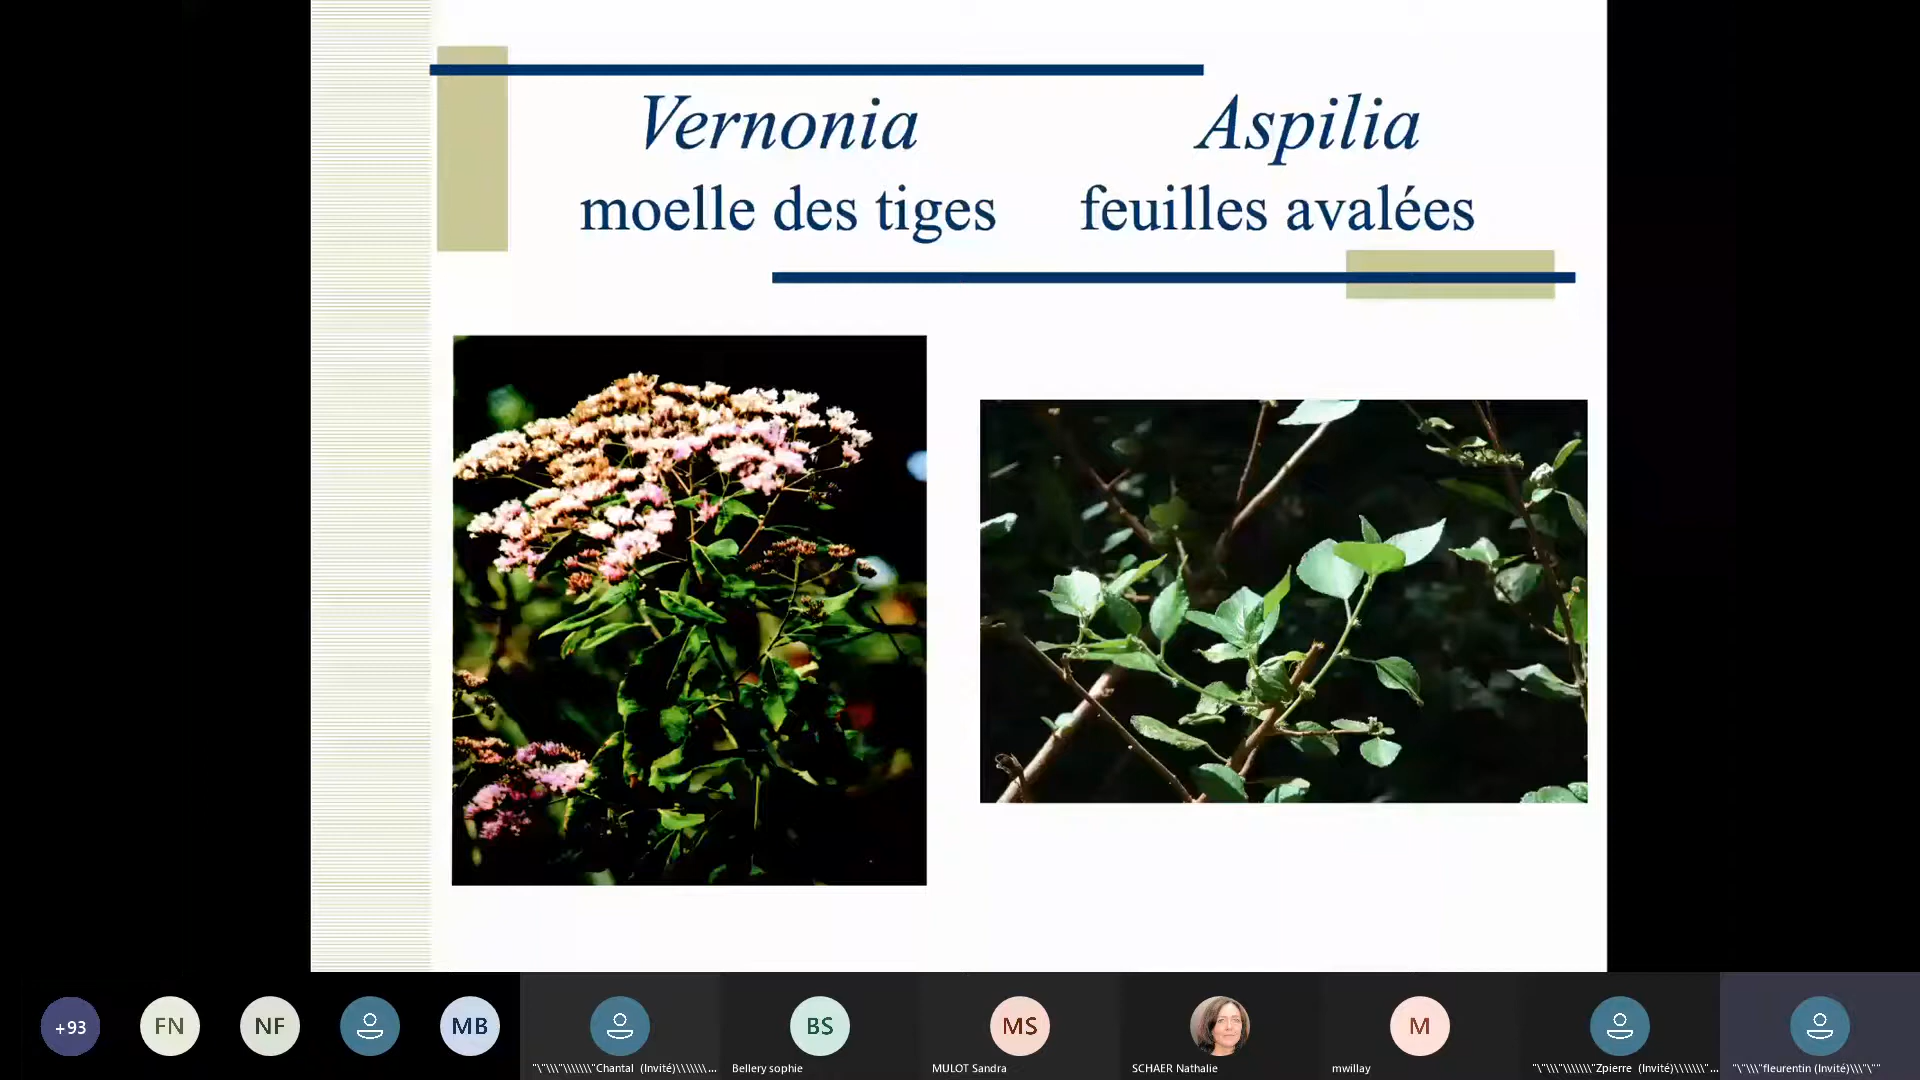 Vernonia Aspilia
moelle des tiges feuilles avalées
+93
FN
NF
MB
"\"\\\"\\\\\\\"Chantal (Invité)\\\\\\\...
BS
Bellery sophie
MS
MULOT Sandra
SCHAER Nathalie
M
mwillay
"\"\\\"\\\\\\\"Zpierre (Invité)\\\\\\\"...
"\"\\\"fleurentin (Invité)\\\"\""